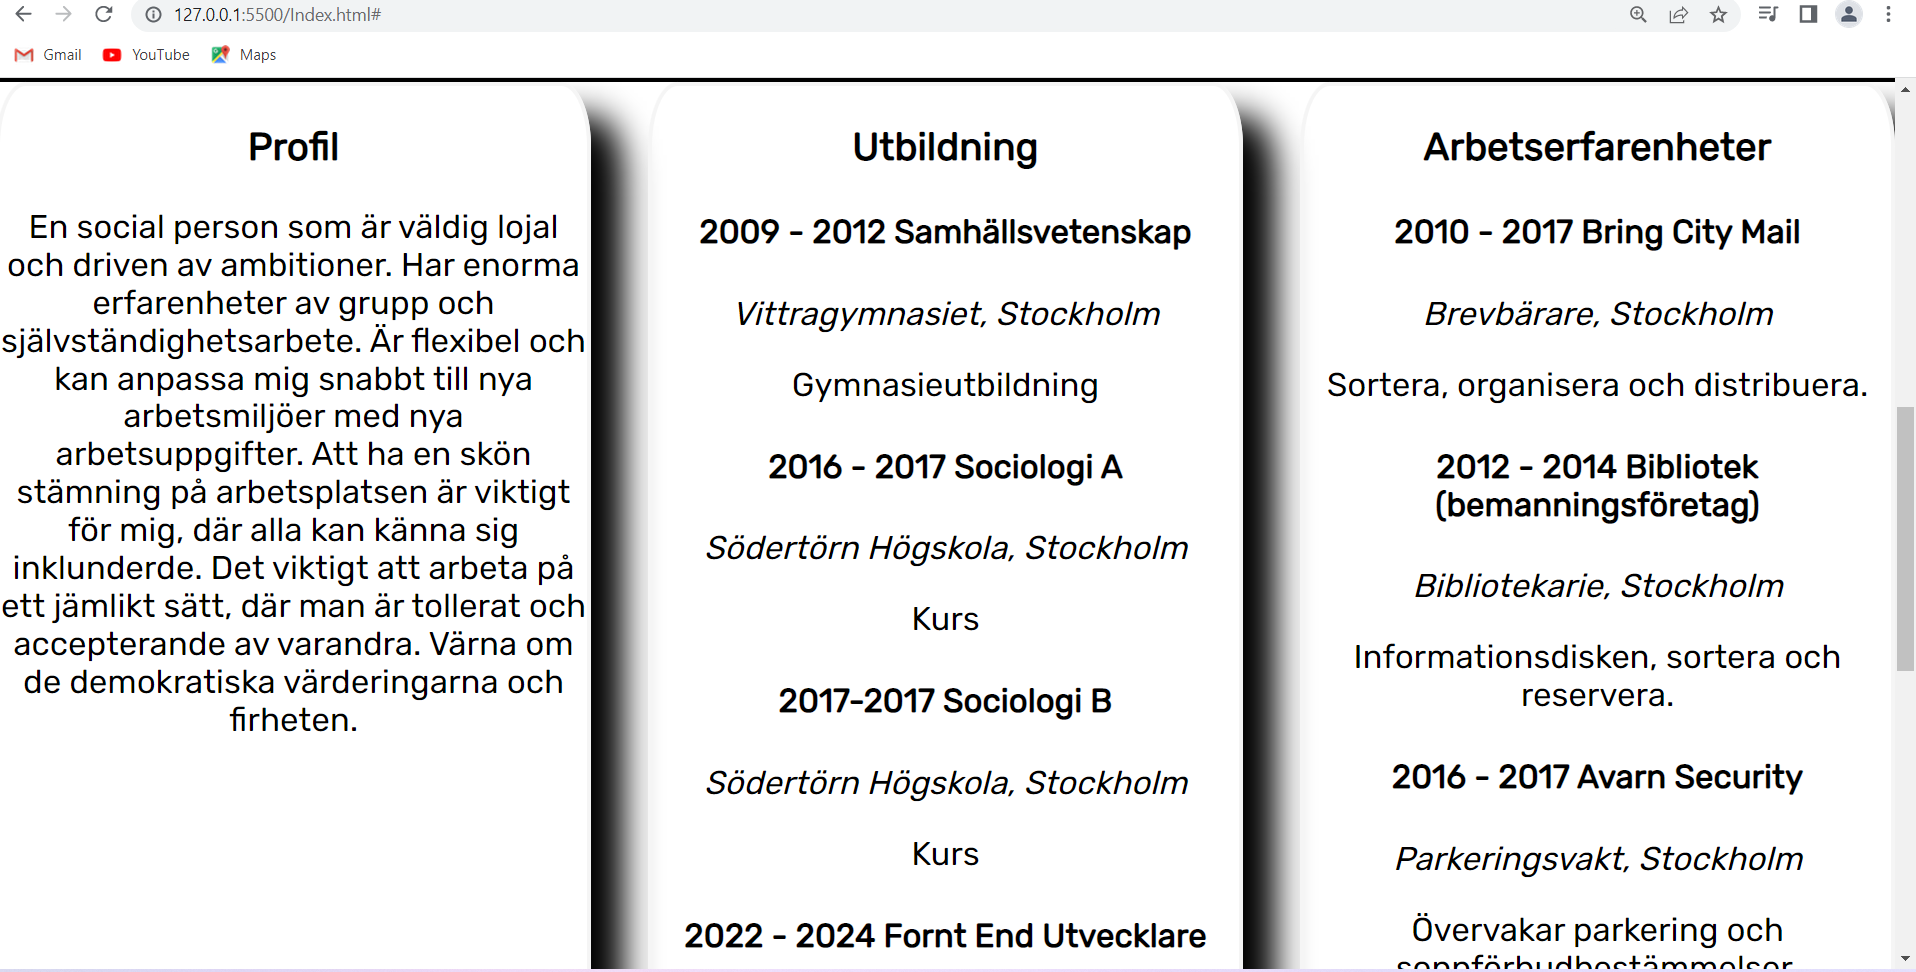 127.0.0.1:5500/Index.html#
Gmail YouTube Maps
Profil
En social person som är väldig lojal
och driven av ambitioner. Har enorma
erfarenheter av grupp och
självständighetsarbete. Är flexibel och
kan anpassa mig snabbt till nya
arbetsmiljöer med nya
arbetsuppgifter. Att ha en skön
stämning på arbetsplatsen är viktigt
för mig, där alla kan känna sig
inklunderde. Det viktigt att arbeta på
ett jämlikt sätt, där man är tollerat och
accepterande av varandra. Värna om
de demokratiska värderingarna och
firheten.
Utbildning
2009 - 2012 Samhällsvetenskap
Vittragymnasiet, Stockholm
Gymnasieutbildning
2016 - 2017 Sociologi A
Södertörn Högskola, Stockholm
Kurs
2017-2017 Sociologi B
Södertörn Högskola, Stockholm
Kurs
2022 - 2024 Fornt End Utvecklare
Arbetserfarenheter
2010 - 2017 Bring City Mail
Brevbärare, Stockholm
Sortera, organisera och distribuera.
2012 - 2014 Bibliotek
(bemanningsföretag)
Bibliotekarie, Stockholm
Informationsdisken, sortera och
reservera.
2016 - 2017 Avarn Security
Parkeringsvakt, Stockholm
Övervakar parkering och